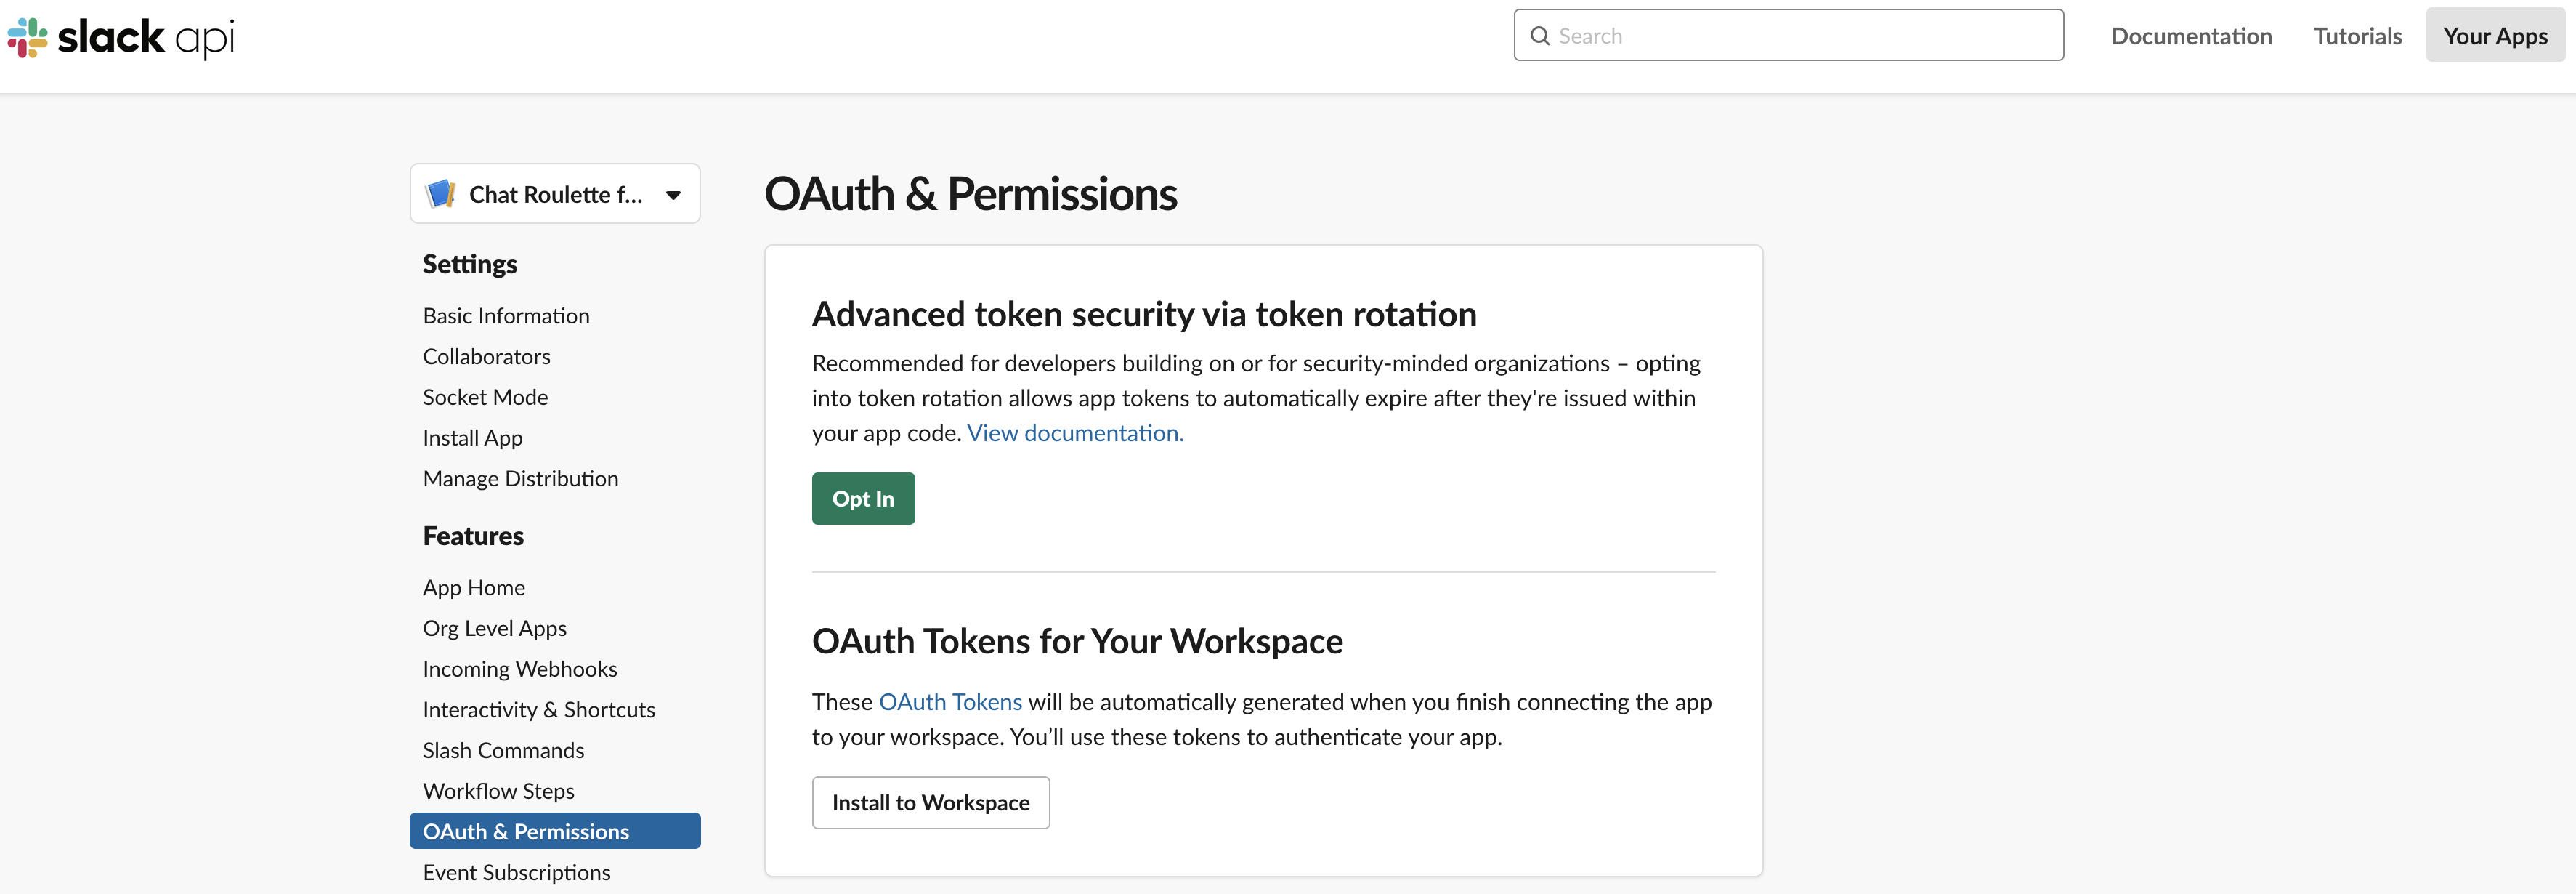 slack api
Search
Documentation
Tutorials
Your Apps
Chat Roulette f...
Settings
Basic Information
Collaborators
Socket Mode
Install App
Manage Distribution
Features
App Home
Org Level Apps
Incoming Webhooks
Interactivity & Shortcuts
Slash Commands
Workflow Steps
OAuth & Permissions
Event Subscriptions
OAuth & Permissions
Advanced token security via token rotation
Recommended for developers building on or for security-minded organizations – opting
into token rotation allows app tokens to automatically expire after they're issued within
your app code. View documentation.
Opt In
OAuth Tokens for Your Workspace
These OAuth Tokens will be automatically generated when you finish connecting the app
to your workspace. You’ll use these tokens to authenticate your app.
Install to Workspace